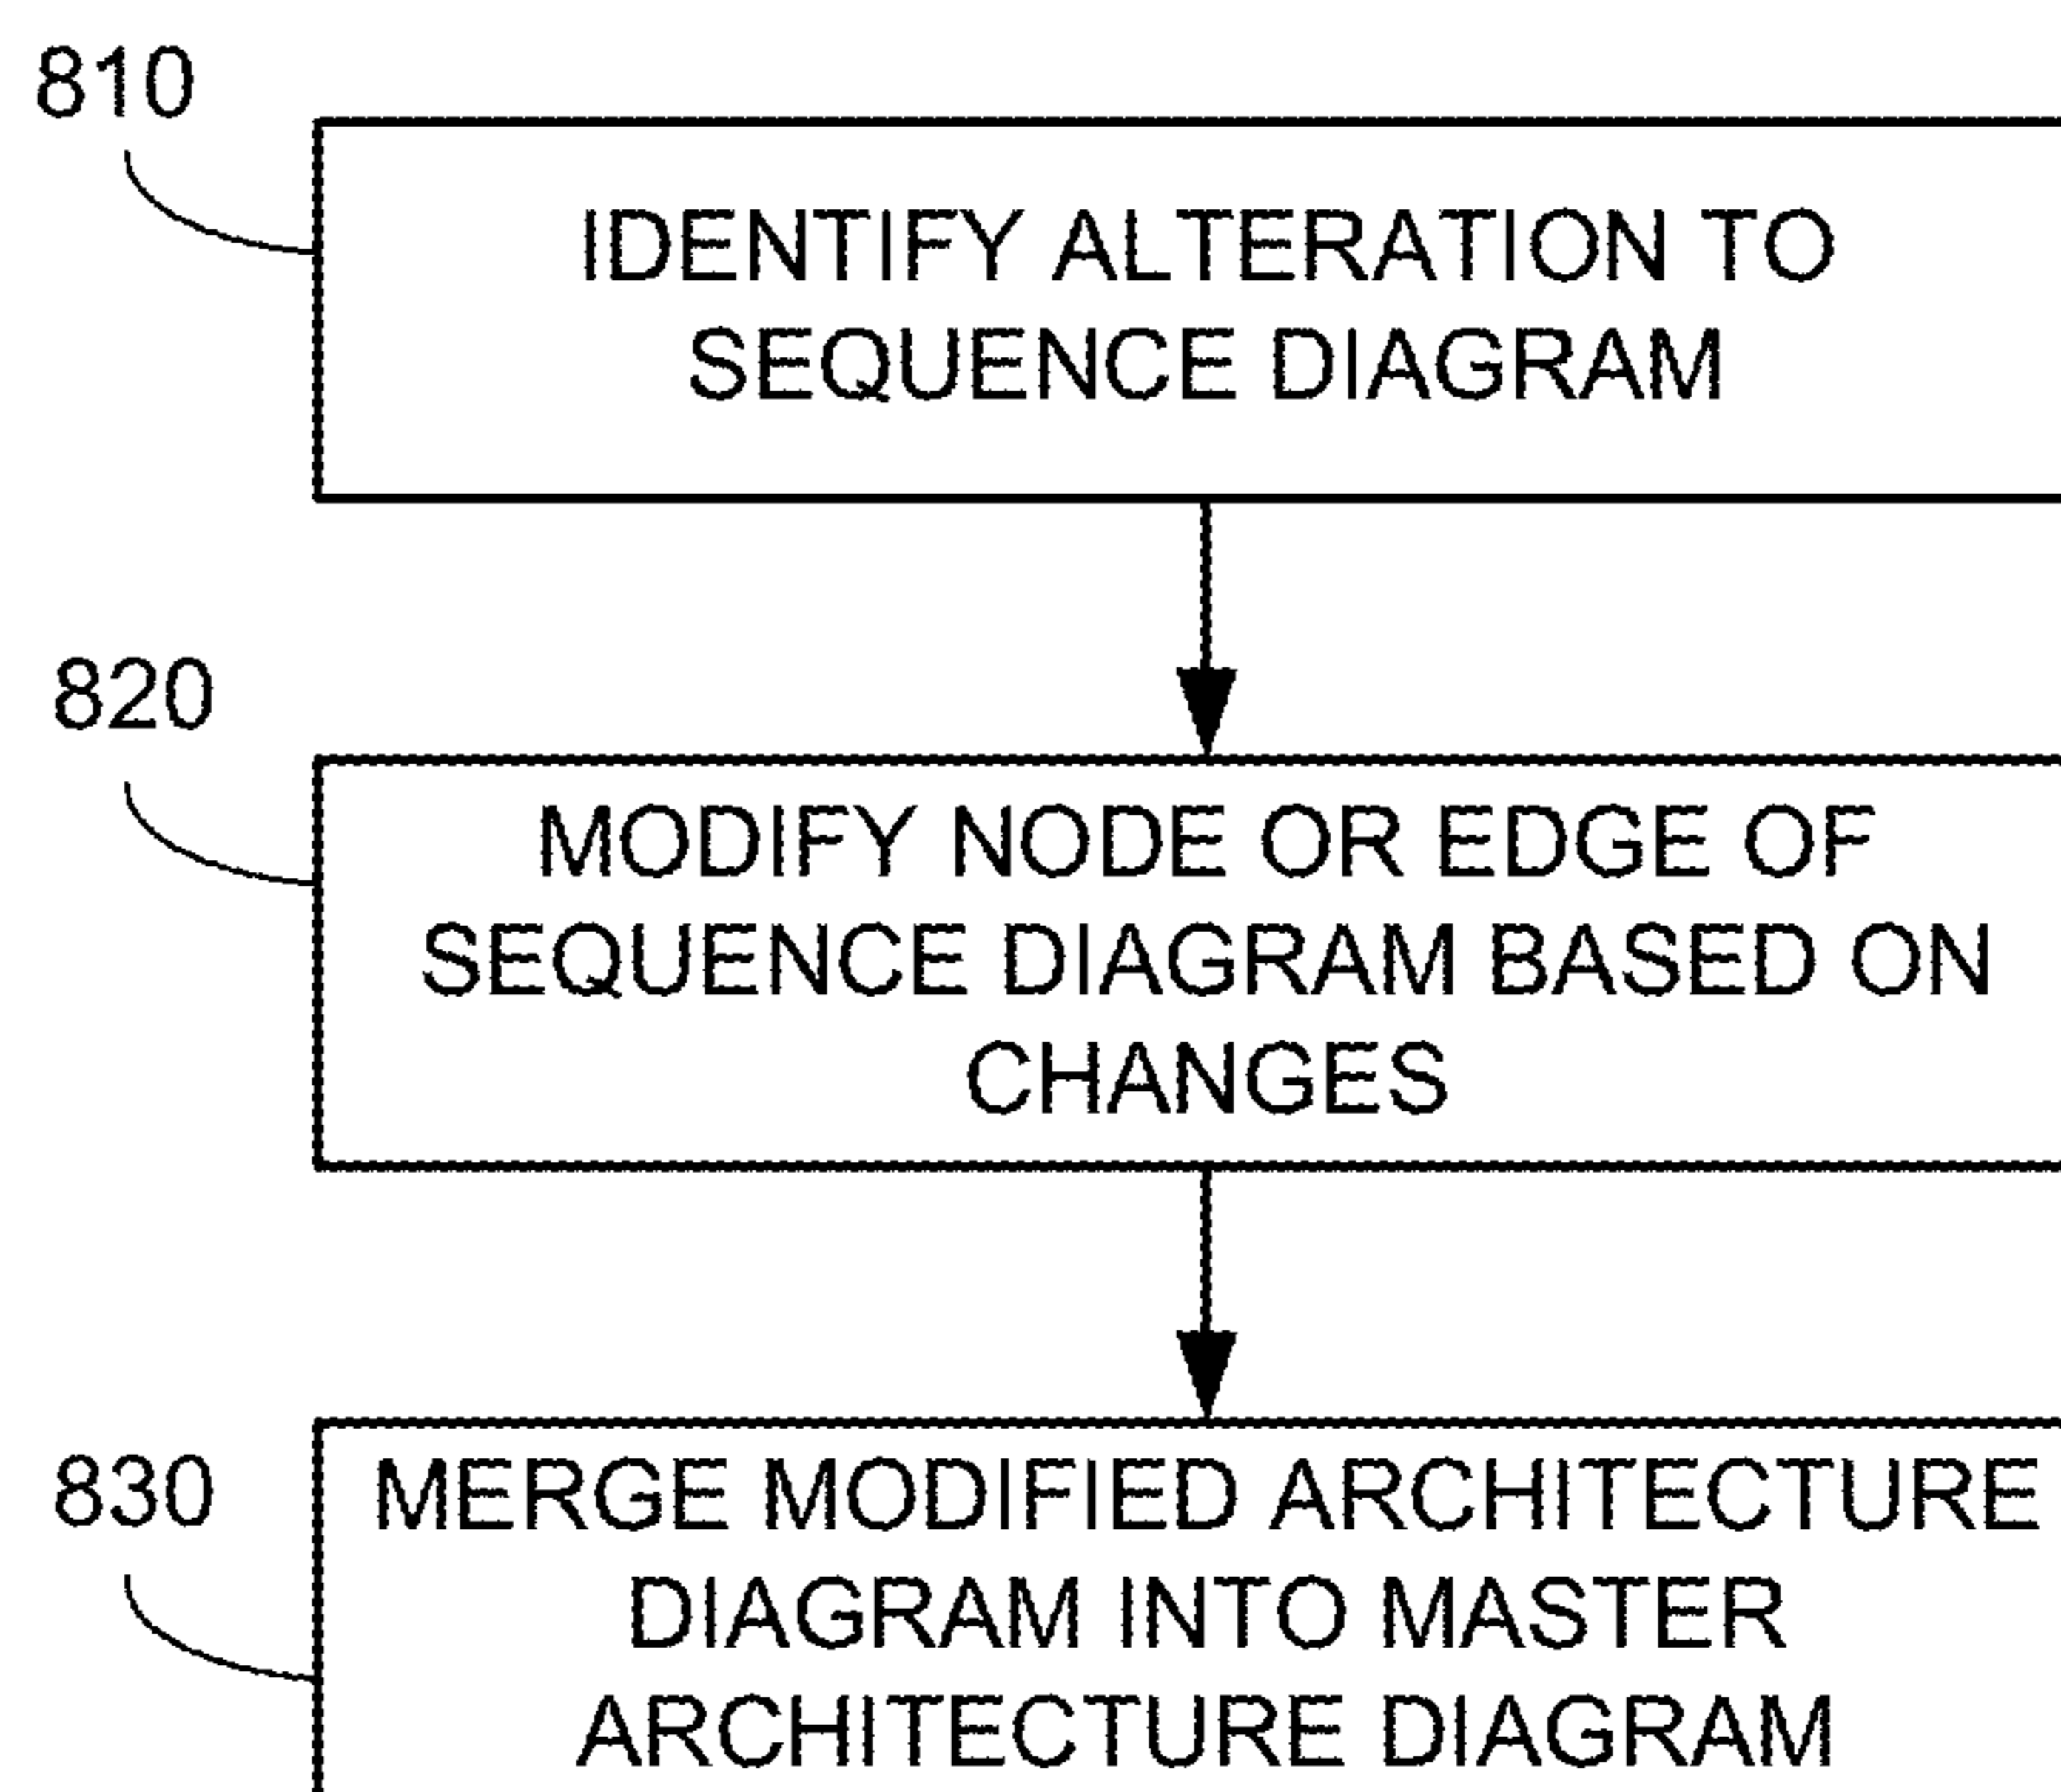 810
IDENTIFY ALTERATION TO
SEQUENCE DIAGRAM
820
MODIFY NODE OR EDGE OF
SEQUENCE DIAGRAM BASED ON
CHANGES
830
MERGE MODIFIED ARCHITECTURE
DIAGRAM INTO MASTER
ARCHITECTURE DIAGRAM